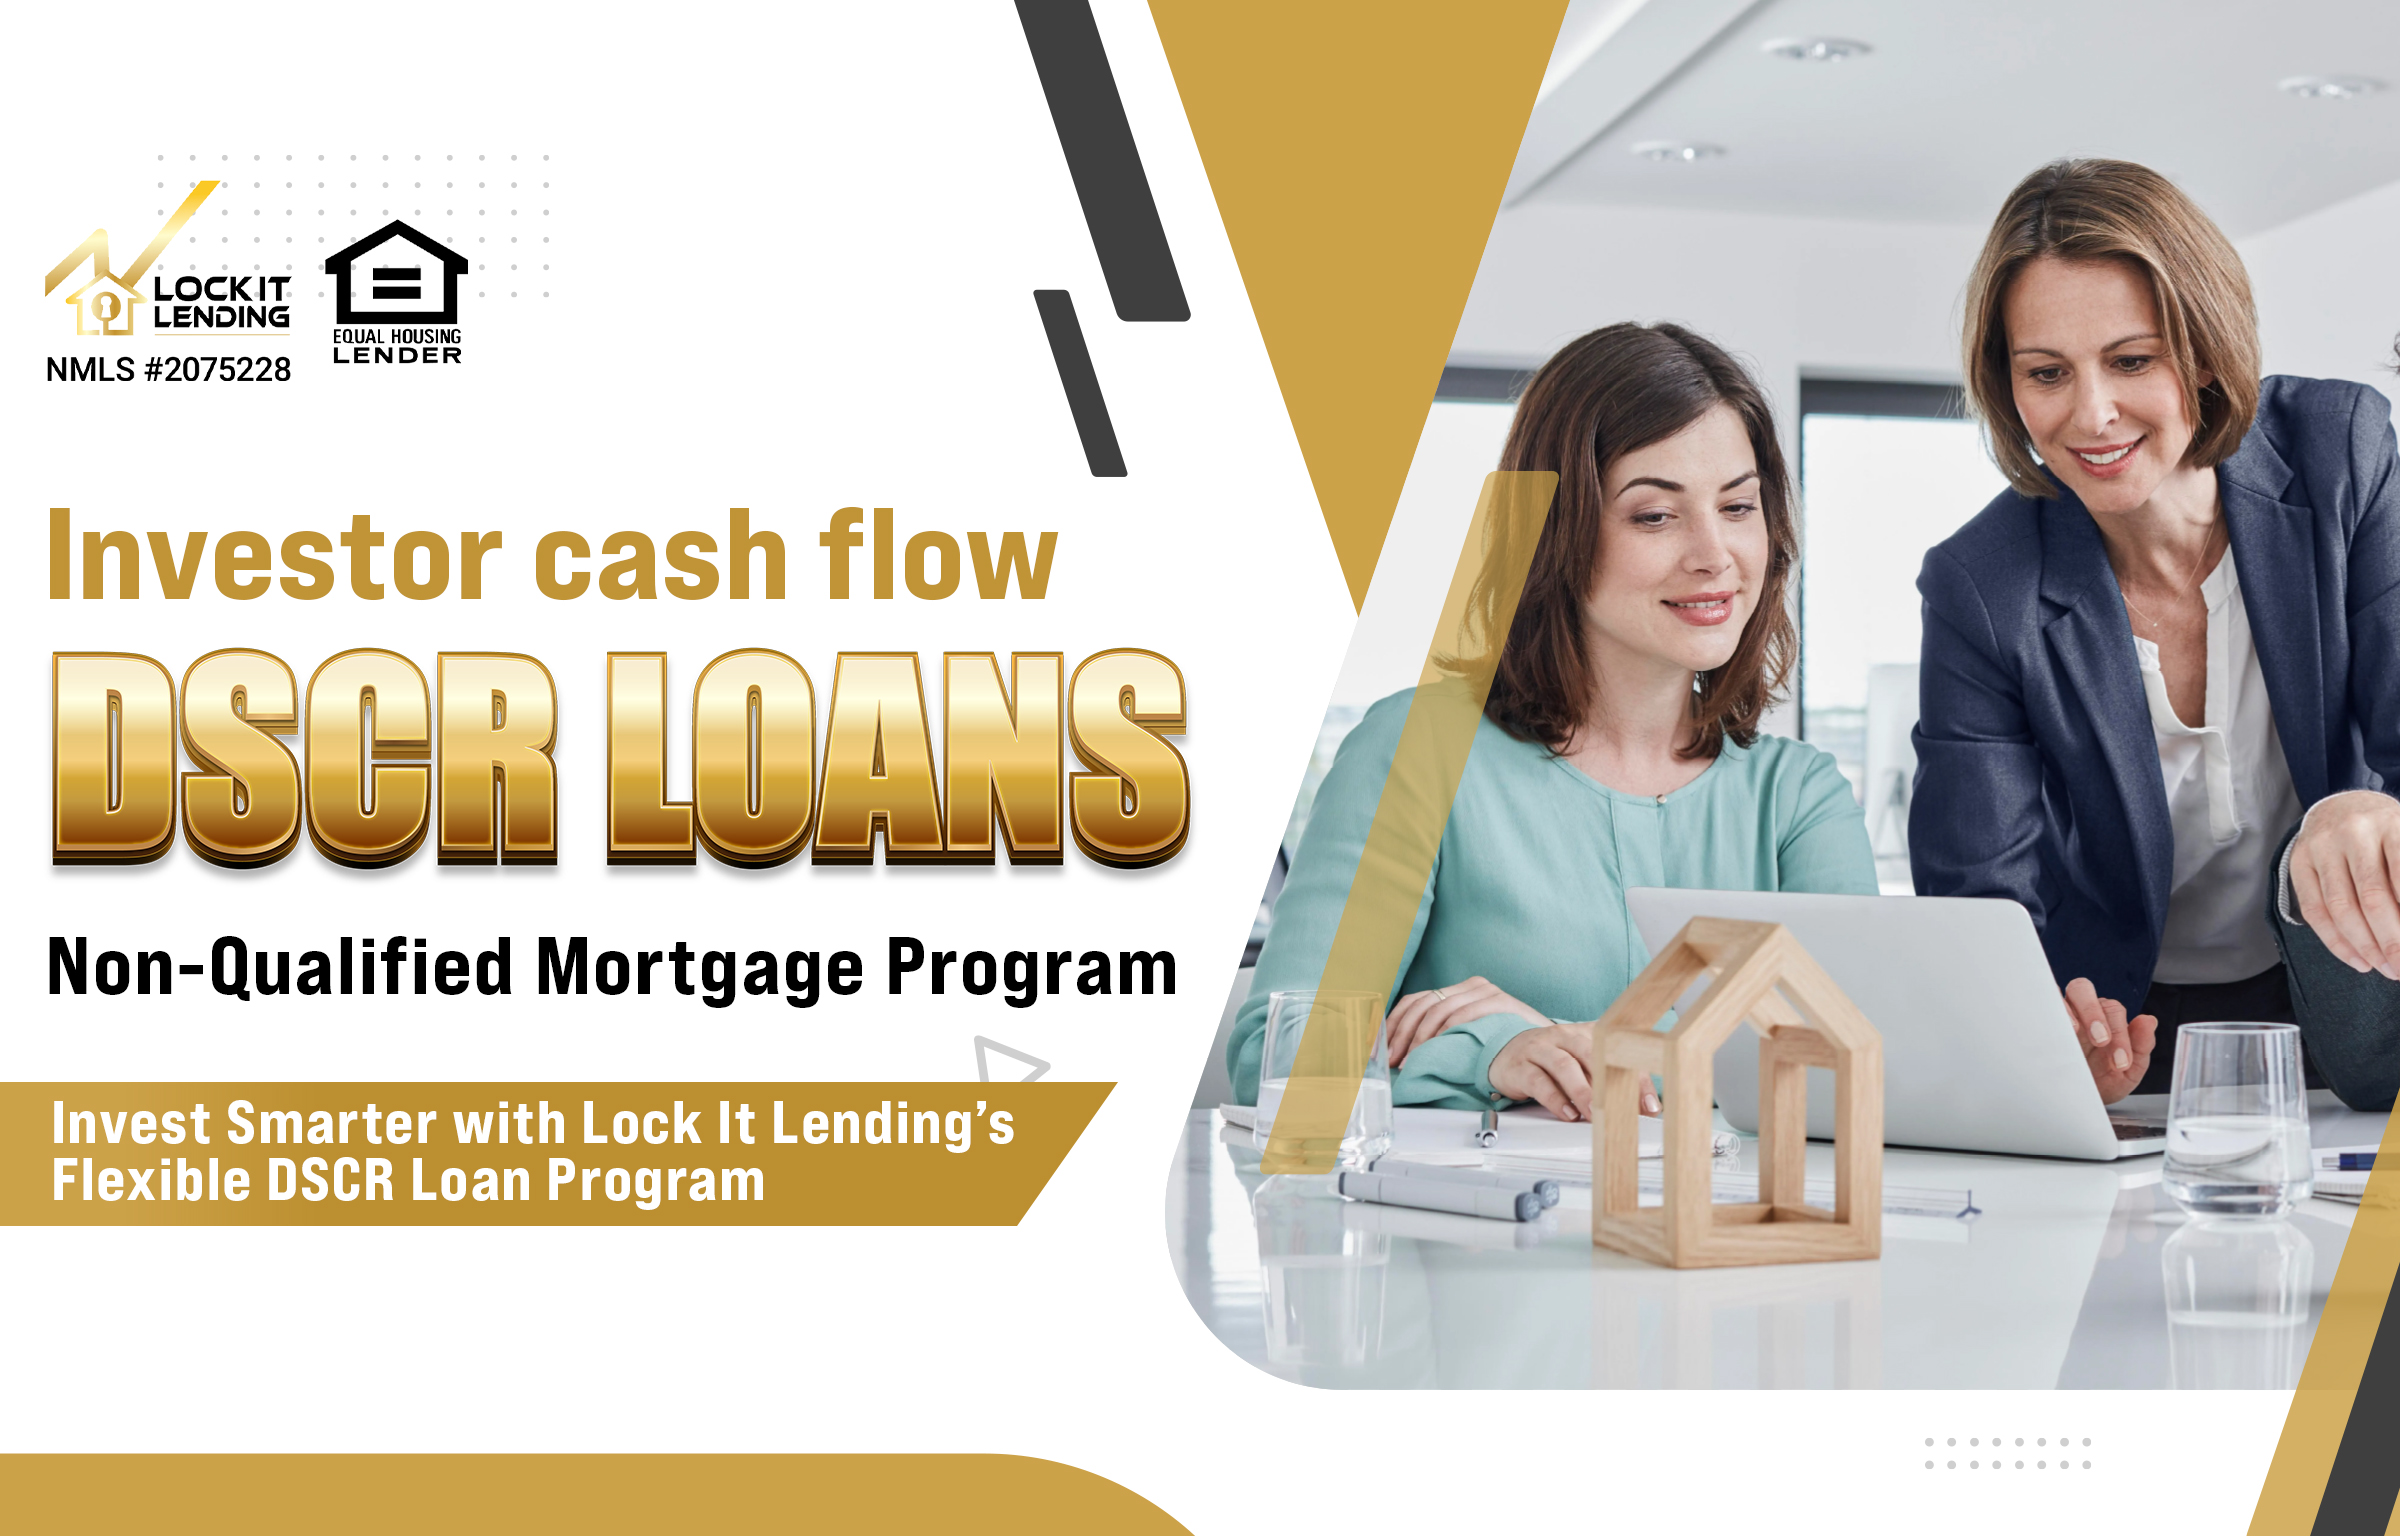 LOCK IT
LENDING
NMLS #2075228
EQUAL HOUSING
LENDER
Investor cash flow
DSCR LOANS
Non-Qualified Mortgage Program
Invest Smarter with Lock It Lending’s
Flexible DSCR Loan Program